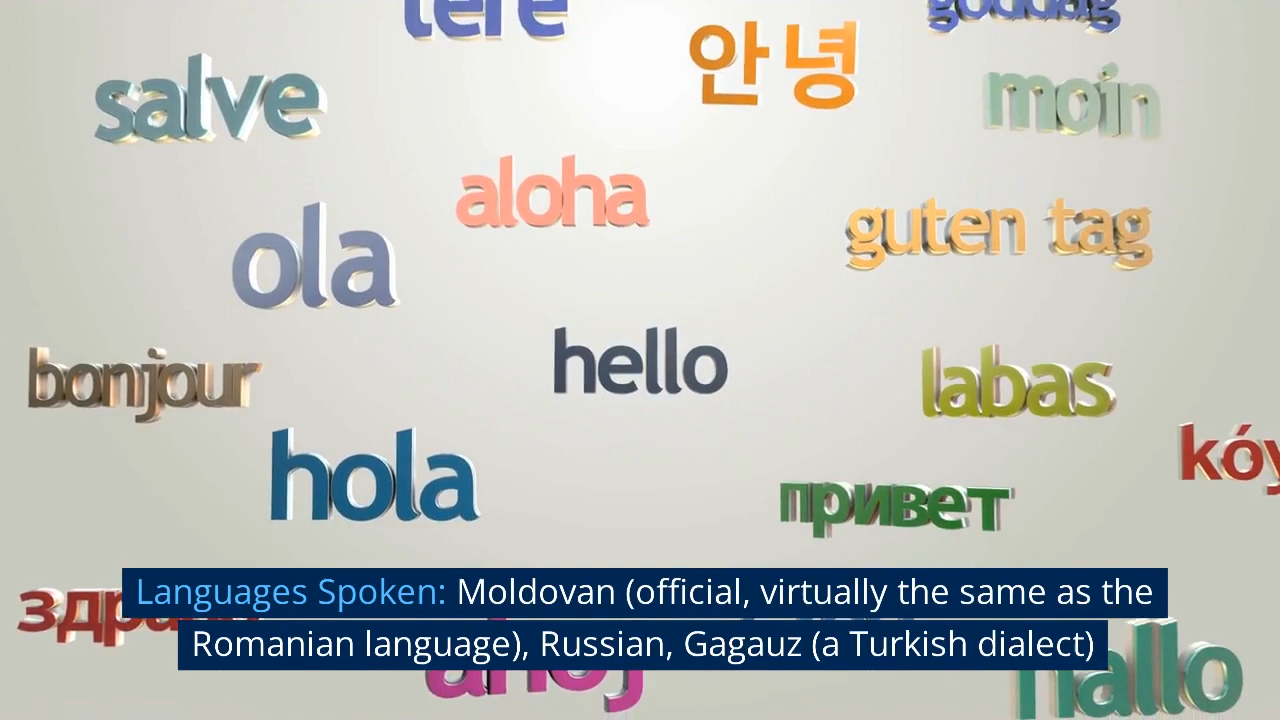 tere
goddag
안녕
salve
moin
aloha
guten tag
ola
hello
bonjour
labas
hola
привет
Languages Spoken: Moldovan (official, virtually the same as the
Romanian language), Russian, Gagauz (a Turkish dialect)
ahoj
hallo